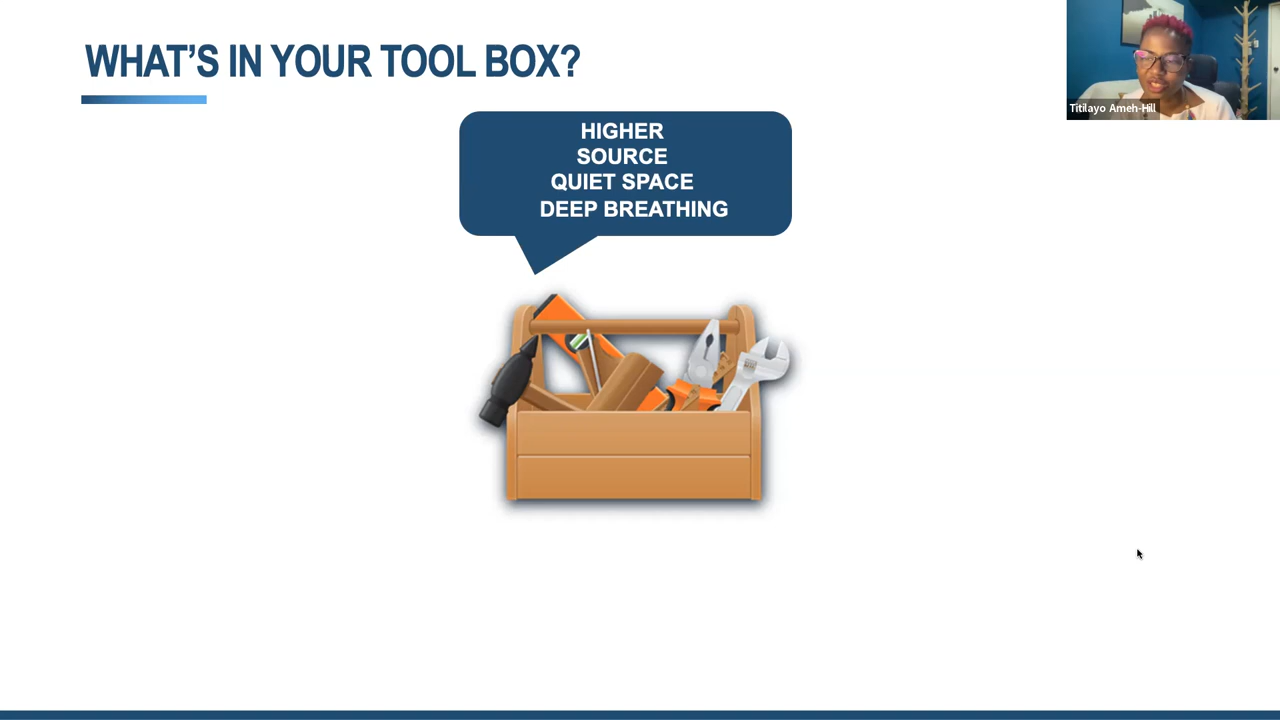 WHAT'S IN YOUR TOOL BOX?
Titilayo Ameh-Hill
HIGHER
SOURCE
QUIET SPACE
DEEP BREATHING